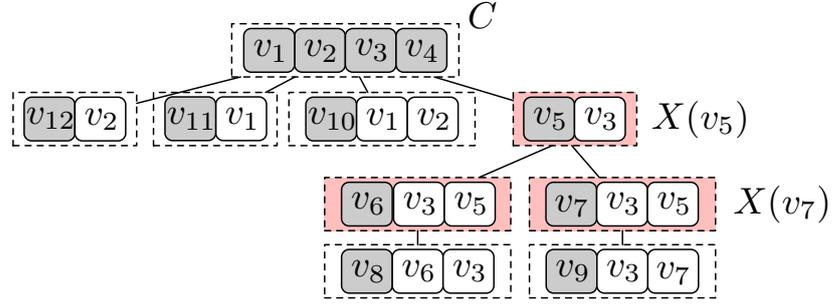 C
v₁ v₂ v₃ v₄
v₁₂ v₂ v₁₁ v₁ v₁₀ v₁ v₂ v₅ v₃ X(v₅)
v₆ v₃ v₅ v₇ v₃ v₅ X(v₇)
v₈ v₆ v₃ v₉ v₃ v₇